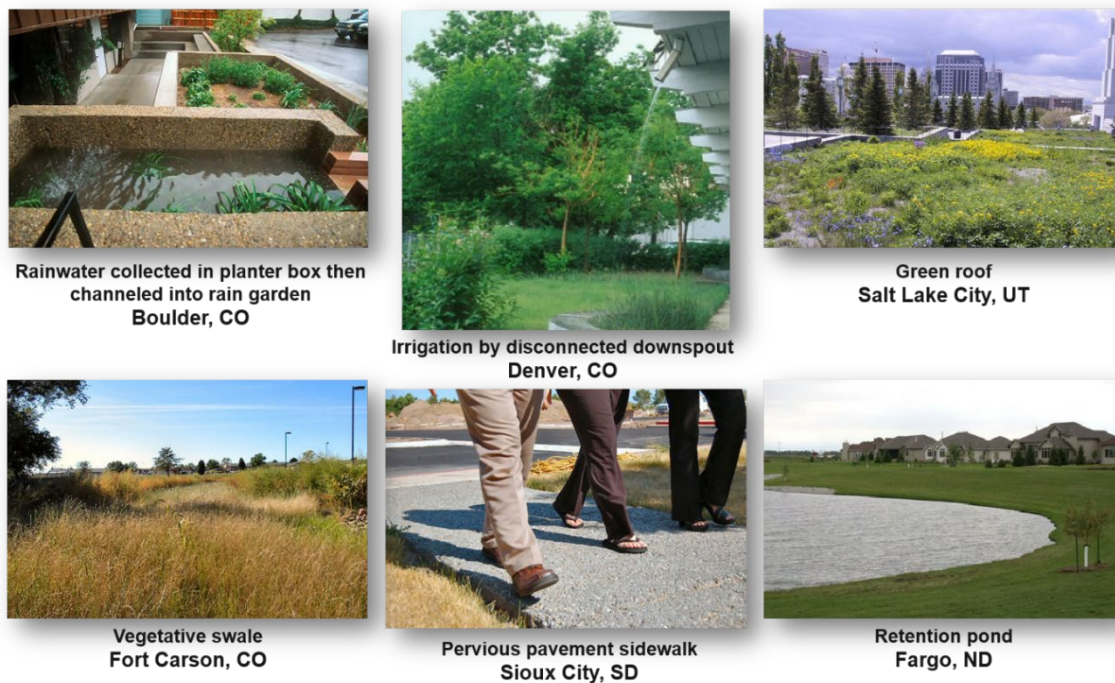 Rainwater collected in planter box then
channeled into rain garden
Boulder, CO
Irrigation by disconnected downspout
Denver, CO
Green roof
Salt Lake City, UT
Vegetative swale
Fort Carson, CO
Pervious pavement sidewalk
Sioux City, SD
Retention pond
Fargo, ND